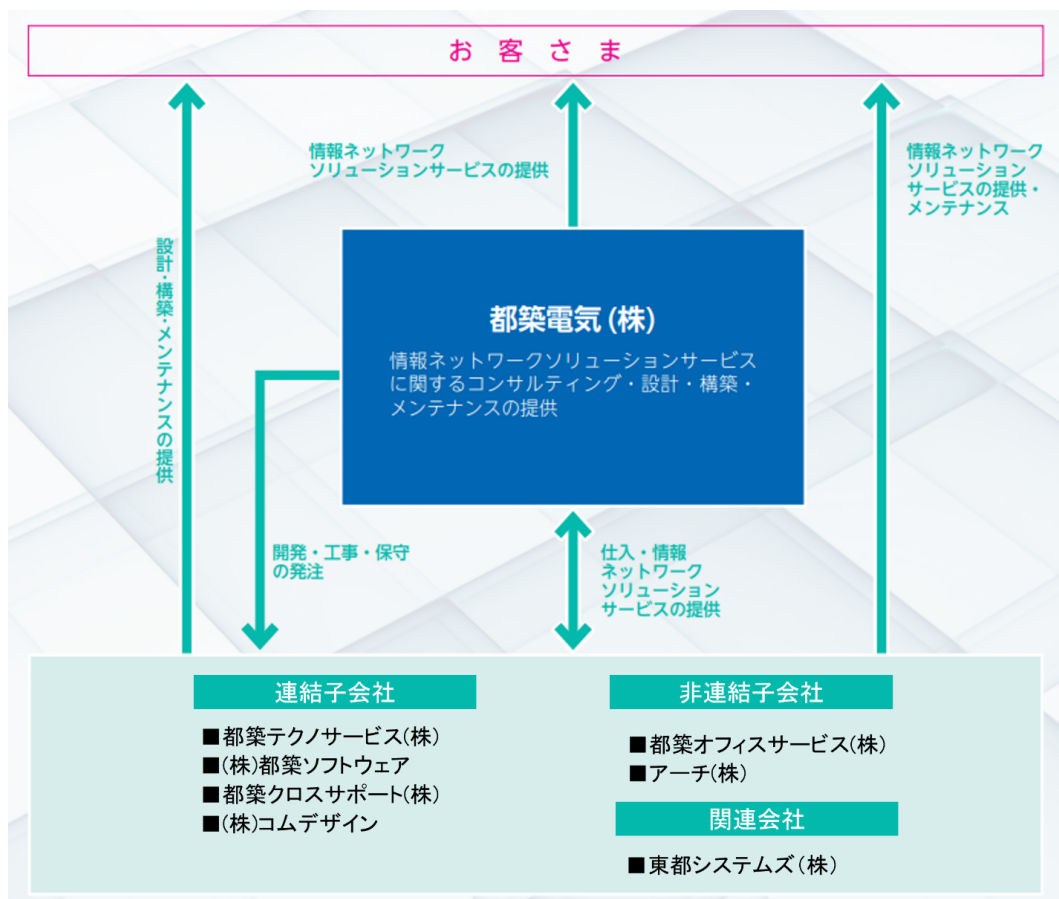 お客さま
情報ネットワーク
ソリューションサービスの提供
情報ネットワーク
ソリューション
サービスの提供・
メンテナンス
設計・構築・メンテナンスの提供
都築電気(株)
情報ネットワークソリューションサービス
に関するコンサルティング・設計・構築・
メンテナンスの提供
開発・工事・保守
の発注
仕入・情報
ネットワーク
ソリューション
サービスの提供
連結子会社
■都築テクノサービス(株)
■(株)都築ソフトウェア
■都築クロスサポート(株)
■(株)コムデザイン
非連結子会社
■都築オフィスサービス(株)
■アーチ(株)
関連会社
■東都システムズ(株)